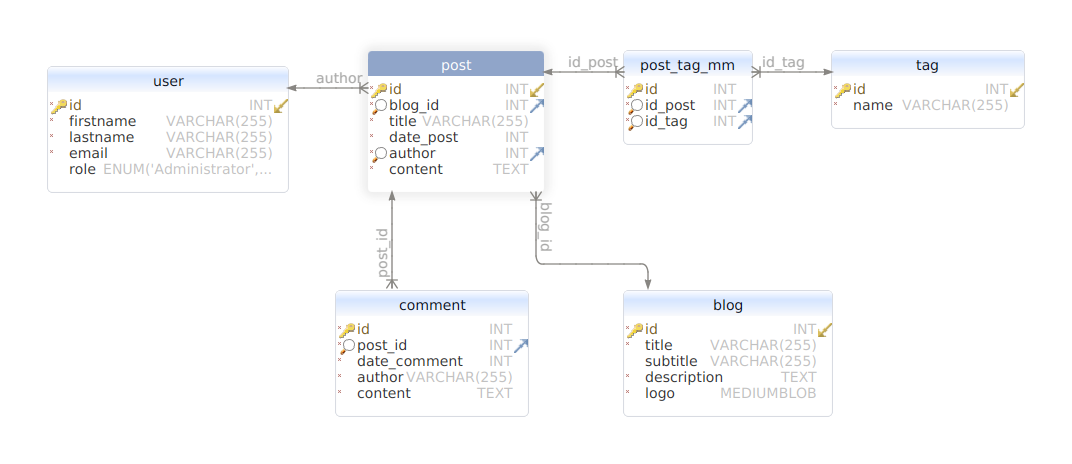 user
id INT
firstname VARCHAR(255)
lastname VARCHAR(255)
email VARCHAR(255)
role ENUM('Administrator',...
author
post
id INT
blog_id INT
title VARCHAR(255)
date_post INT
author INT
content TEXT
id_post
post_tag_mm
id INT
id_post INT
id_tag INT
id_tag
tag
id INT
name VARCHAR(255)
post_id
blog_id
comment
id INT
post_id INT
date_comment INT
author VARCHAR(255)
content TEXT
blog
id INT
title VARCHAR(255)
subtitle VARCHAR(255)
description TEXT
logo MEDIUMBLOB